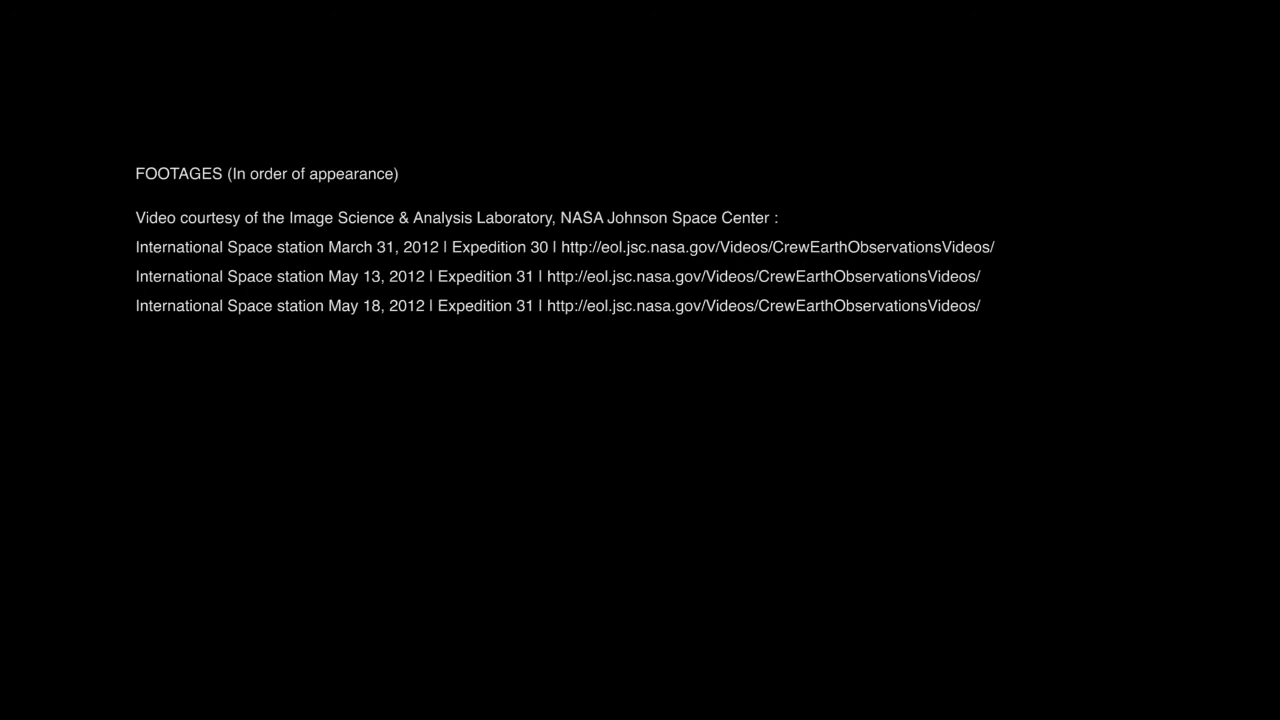 FOOTAGES (In order of appearance)
Video courtesy of the Image Science & Analysis Laboratory, NASA Johnson Space Center :
International Space station March 31, 2012 | Expedition 30 | http://eol.jsc.nasa.gov/Videos/CrewEarthObservationsVideos/
International Space station May 13, 2012 | Expedition 31 | http://eol.jsc.nasa.gov/Videos/CrewEarthObservationsVideos/
International Space station May 18, 2012 | Expedition 31 | http://eol.jsc.nasa.gov/Videos/CrewEarthObservationsVideos/